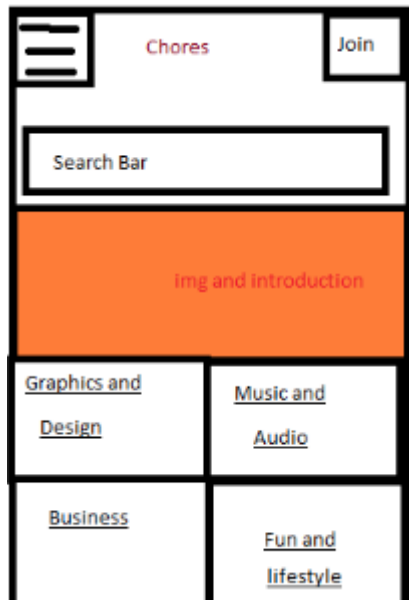 Chores
Join
Search Bar
img and introduction
Graphics and
Design
Music and
Audio
Business
Fun and
lifestyle